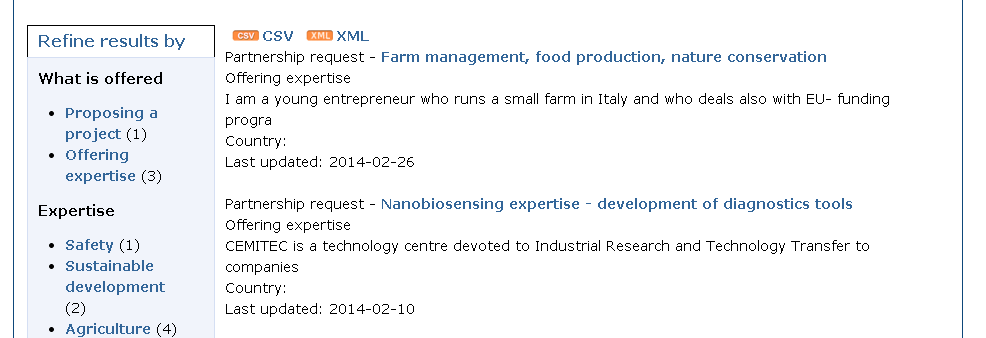 Refine results by
What is offered
Proposing a
project (1)
Offering
expertise (3)
Expertise
Safety (1)
Sustainable
development
(2)
Agriculture (4)
CSV CSV XML XML
Partnership request - Farm management, food production, nature conservation
Offering expertise
I am a young entrepreneur who runs a small farm in Italy and who deals also with EU- funding
progra
Country:
Last updated: 2014-02-26
Partnership request - Nanobiosensing expertise - development of diagnostics tools
Offering expertise
CEMITEC is a technology centre devoted to Industrial Research and Technology Transfer to
companies
Country:
Last updated: 2014-02-10